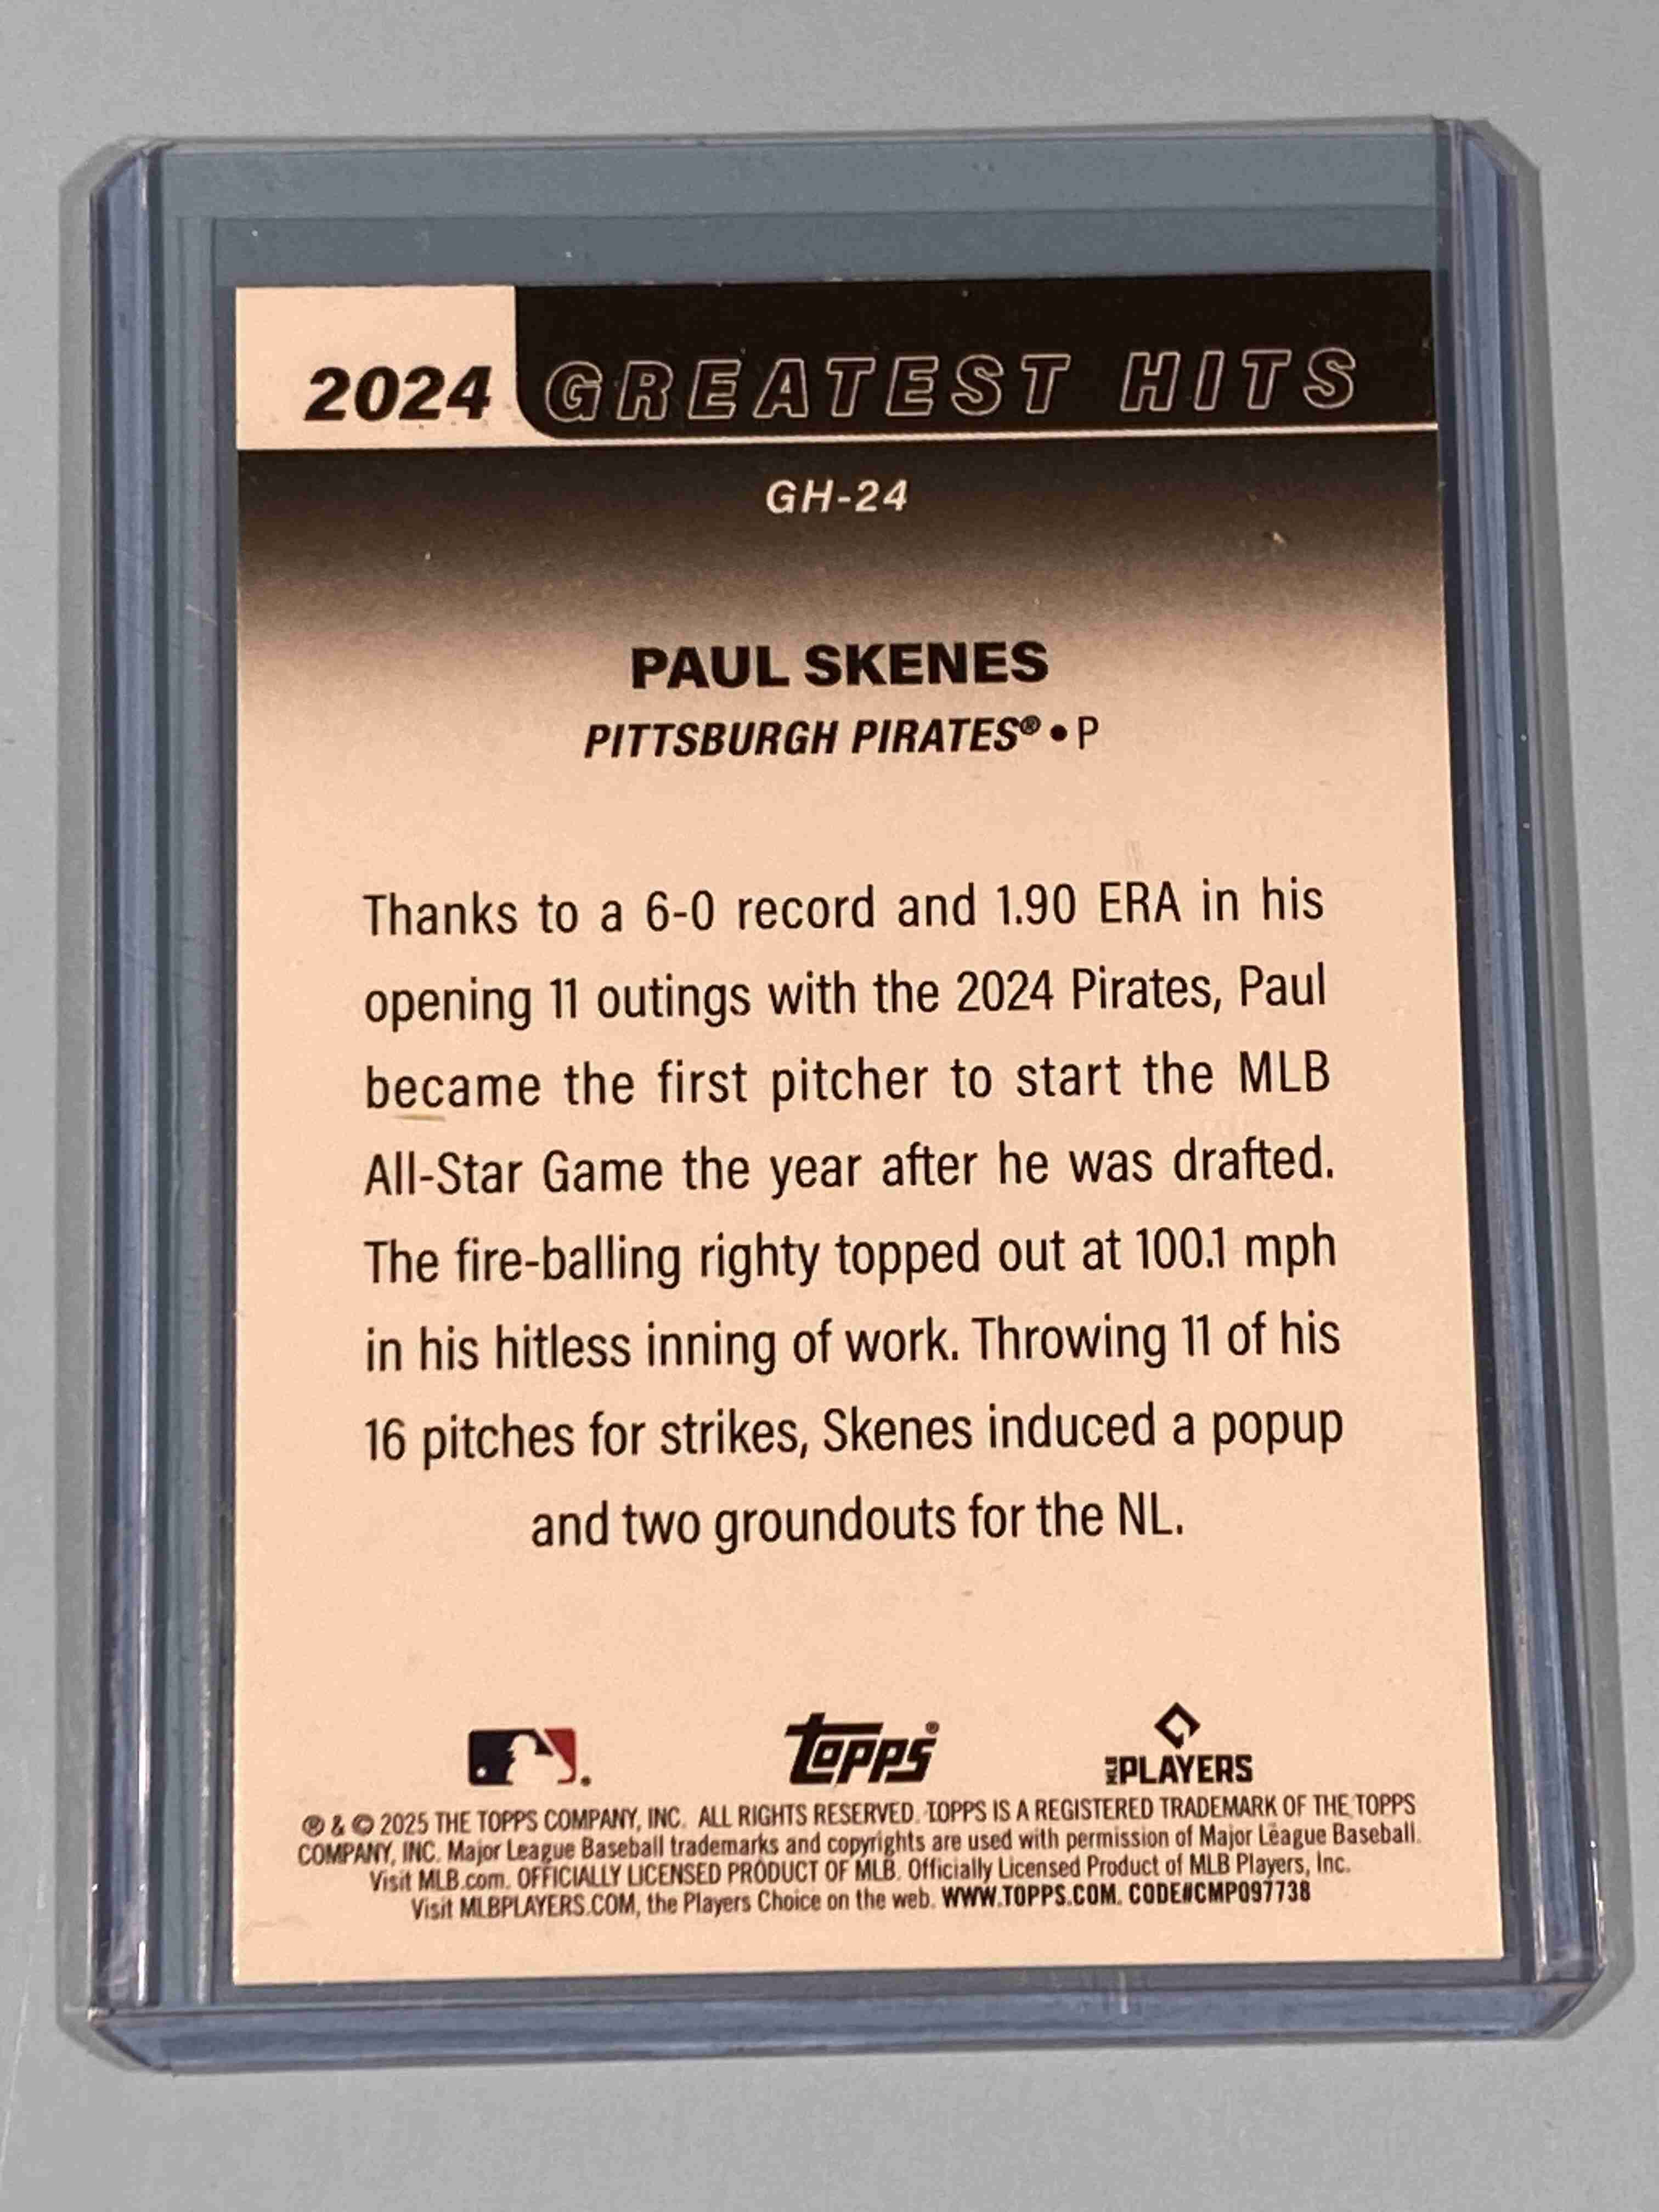 2024 GREATEST HITS
GH-24
PAUL SKENES
PITTSBURGH PIRATES® • P
Thanks to a 6-0 record and 1.90 ERA in his
opening 11 outings with the 2024 Pirates, Paul
became the first pitcher to start the MLB
All-Star Game the year after he was drafted.
The fire-balling righty topped out at 100.1 mph
in his hitless inning of work. Throwing 11 of his
16 pitches for strikes, Skenes induced a popup
and two groundouts for the NL.
Topps®
MLB PLAYERS
® & © 2025 THE TOPPS COMPANY, INC. ALL RIGHTS RESERVED. TOPPS IS A REGISTERED TRADEMARK OF THE TOPPS
COMPANY, INC. Major League Baseball trademarks and copyrights are used with permission of Major League Baseball.
Visit MLB.com. OFFICIALLY LICENSED PRODUCT OF MLB. Officially Licensed Product of MLB Players, Inc.
Visit MLBPLAYERS.COM, the Players Choice on the web. WWW.TOPPS.COM. CODE#CMP097738